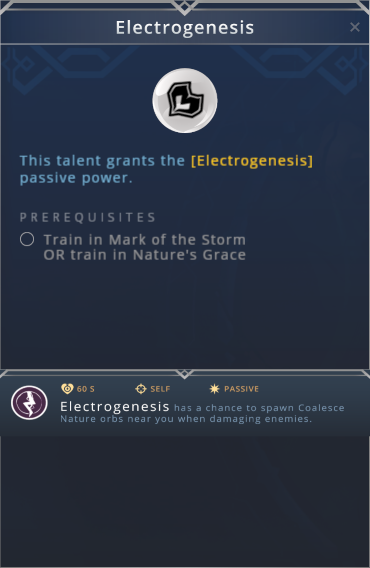 Electrogenesis
This talent grants the [Electrogenesis]
passive power.
PREREQUISITES
Train in Mark of the Storm
OR train in Nature's Grace
60 S SELF PASSIVE
Electrogenesis has a chance to spawn Coalesce
Nature orbs near you when damaging enemies.